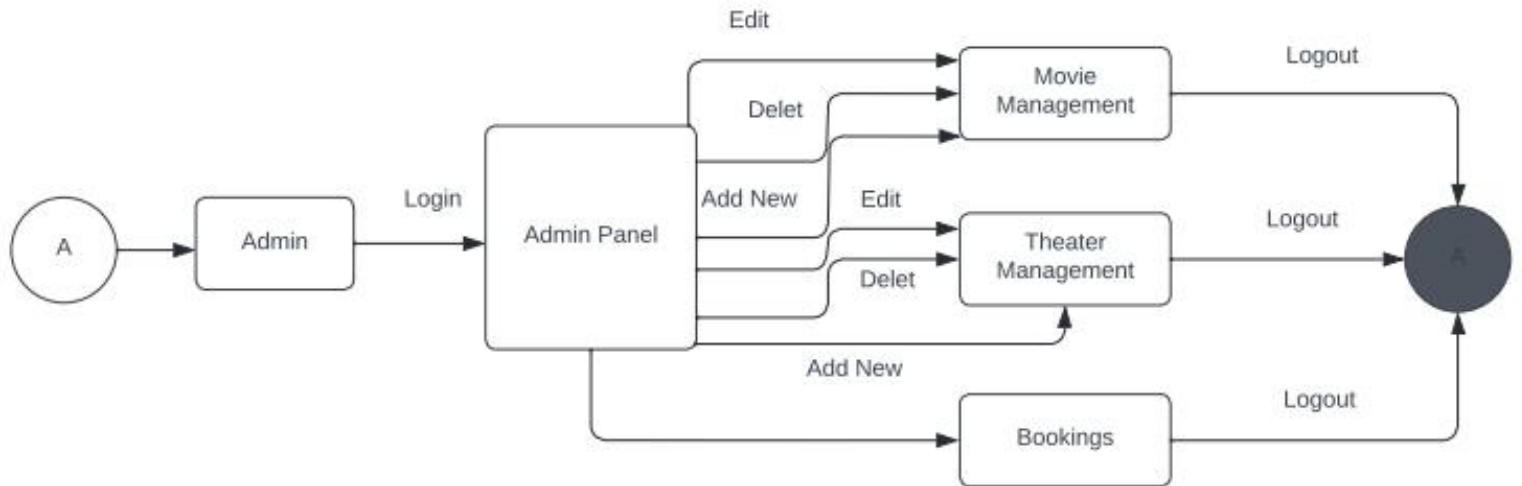 Edit
Logout
Movie
Management
Delet
Login
Add New
Edit
A
Admin
Admin Panel
Theater
Management
Logout
A
Delet
Add New
Bookings
Logout